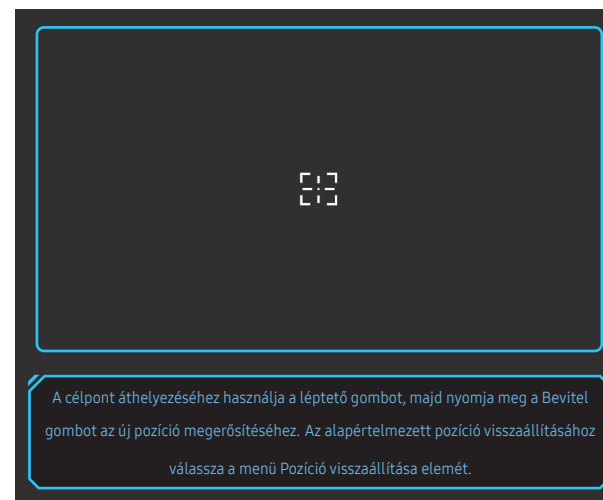 A célpont áthelyezéséhez használja a léptető gombot, majd nyomja meg a Bevitel
gombot az új pozíció megerősítéséhez. Az alapértelmezett pozíció visszaállításához
válassza a menü Pozíció visszaállítása elemét.